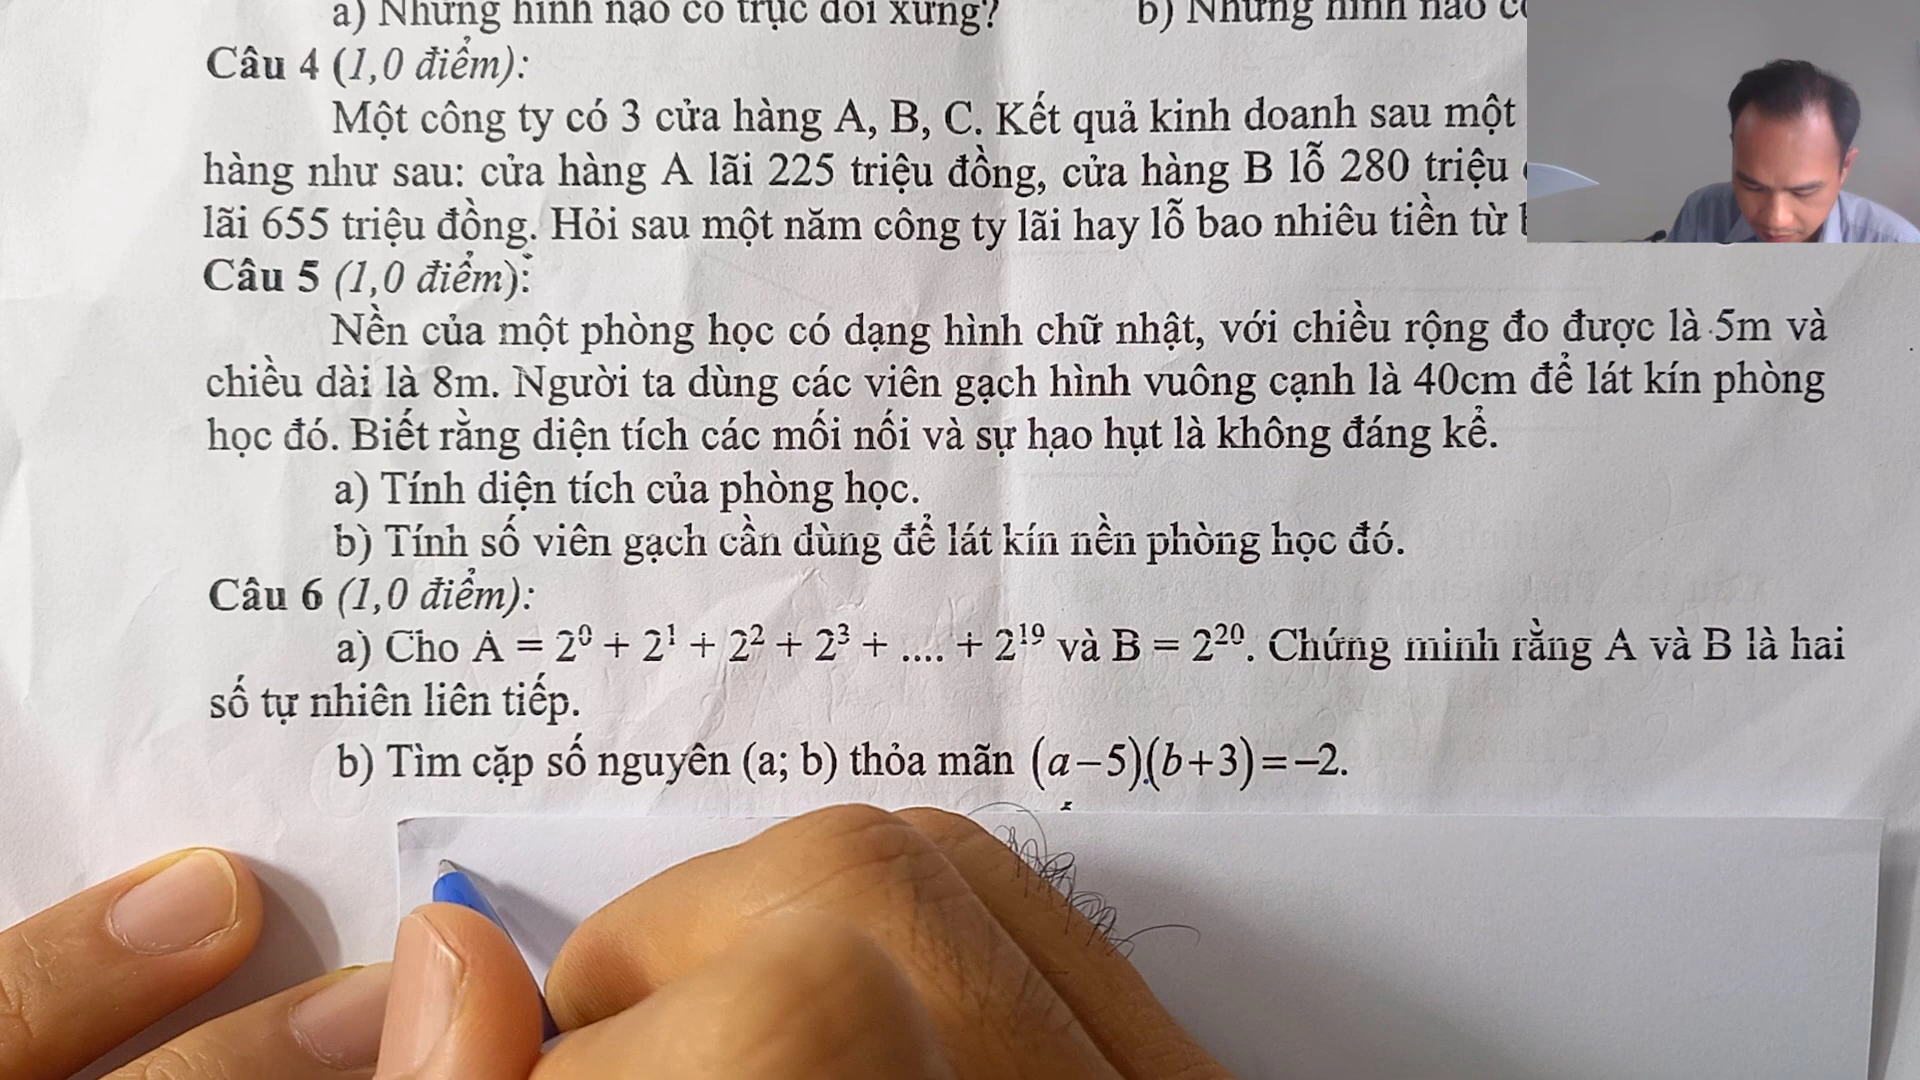 a) Những hình nào có trục đối xứng? b) Những hình nào
Câu 4 (1,0 điểm):
Một công ty có 3 cửa hàng A, B, C. Kết quả kinh doanh sau một
hàng như sau: cửa hàng A lãi 225 triệu đồng, cửa hàng B lỗ 280 triệu
lãi 655 triệu đồng. Hỏi sau một năm công ty lãi hay lỗ bao nhiêu tiền từ
Câu 5 (1,0 điểm):
Nền của một phòng học có dạng hình chữ nhật, với chiều rộng đo được là 5m và
chiều dài là 8m. Người ta dùng các viên gạch hình vuông cạnh là 40cm để lát kín phòng
học đó. Biết rằng diện tích các mối nối và sự hao hụt là không đáng kể.
a) Tính diện tích của phòng học.
b) Tính số viên gạch cần dùng để lát kín nền phòng học đó.
Câu 6 (1,0 điểm):
a) Cho A = 2⁰ + 2¹ + 2² + 2³ + .... + 2¹⁹ và B = 2²⁰. Chứng minh rằng A và B là hai
số tự nhiên liên tiếp.
b) Tìm cặp số nguyên (a; b) thỏa mãn (a−5).(b+3)=−2.